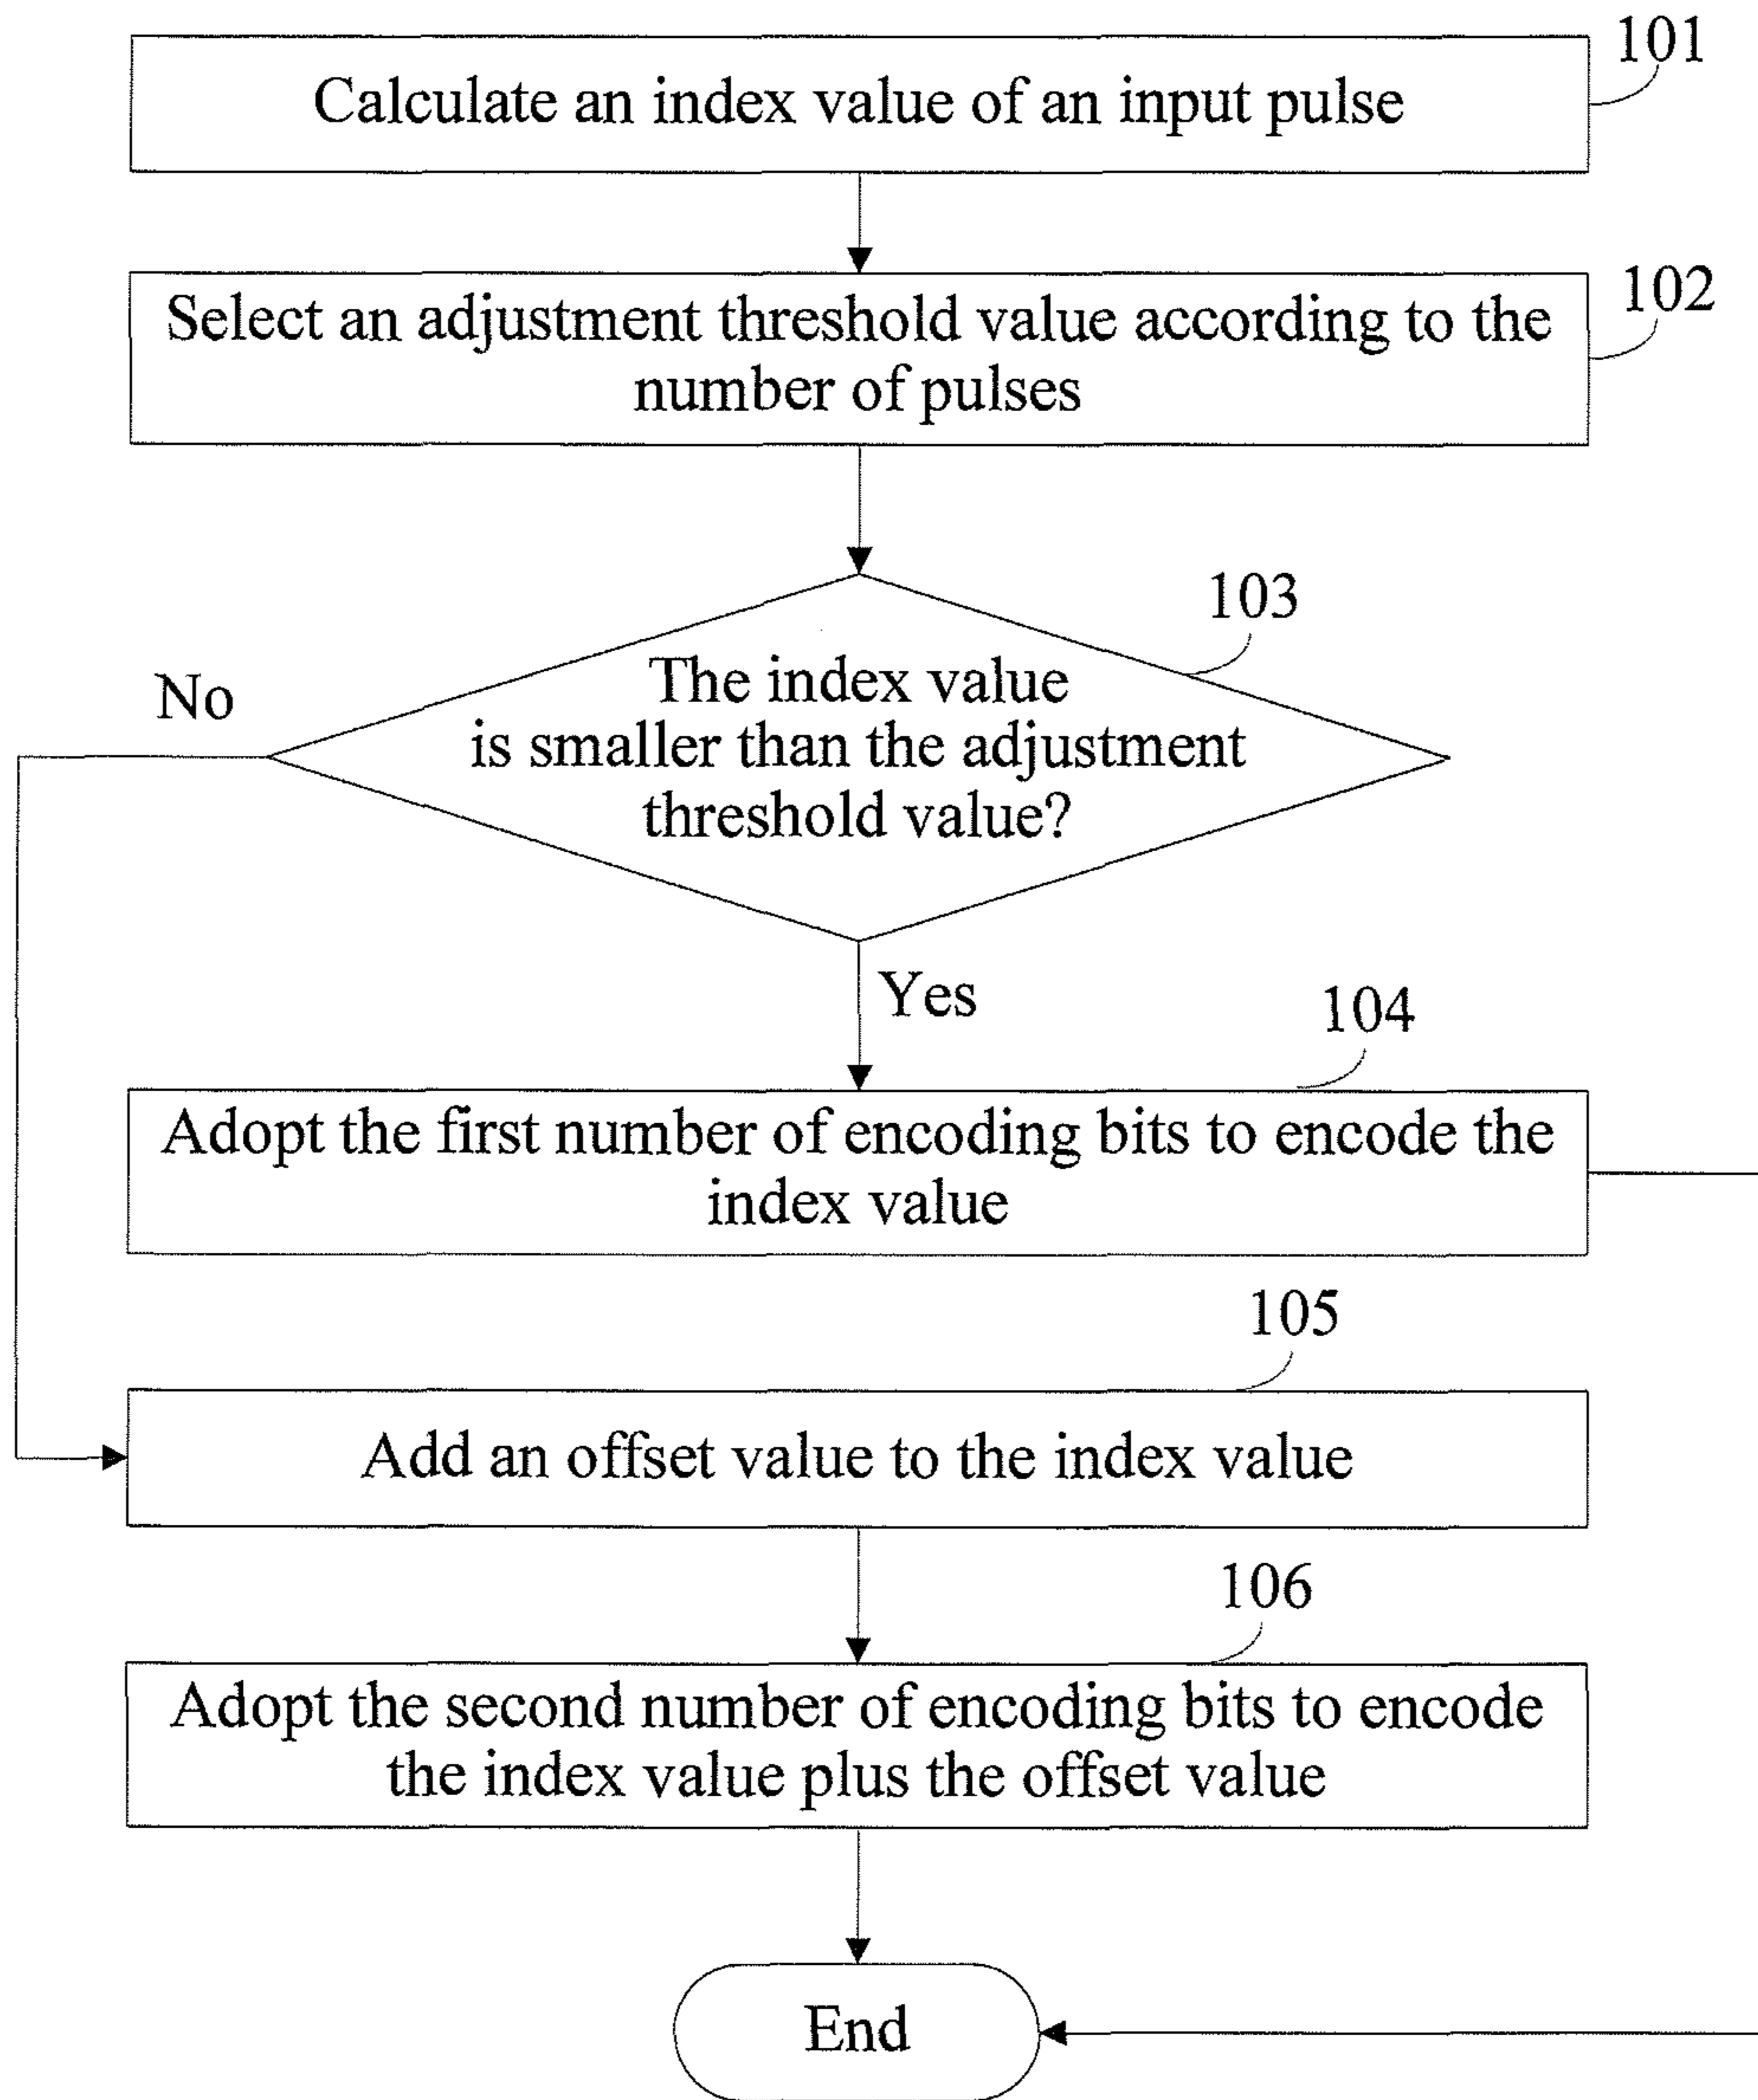 101
Calculate an index value of an input pulse
102
Select an adjustment threshold value according to the
number of pulses
103
The index value
is smaller than the adjustment
threshold value?
No
Yes
104
Adopt the first number of encoding bits to encode the
index value
105
Add an offset value to the index value
106
Adopt the second number of encoding bits to encode
the index value plus the offset value
End